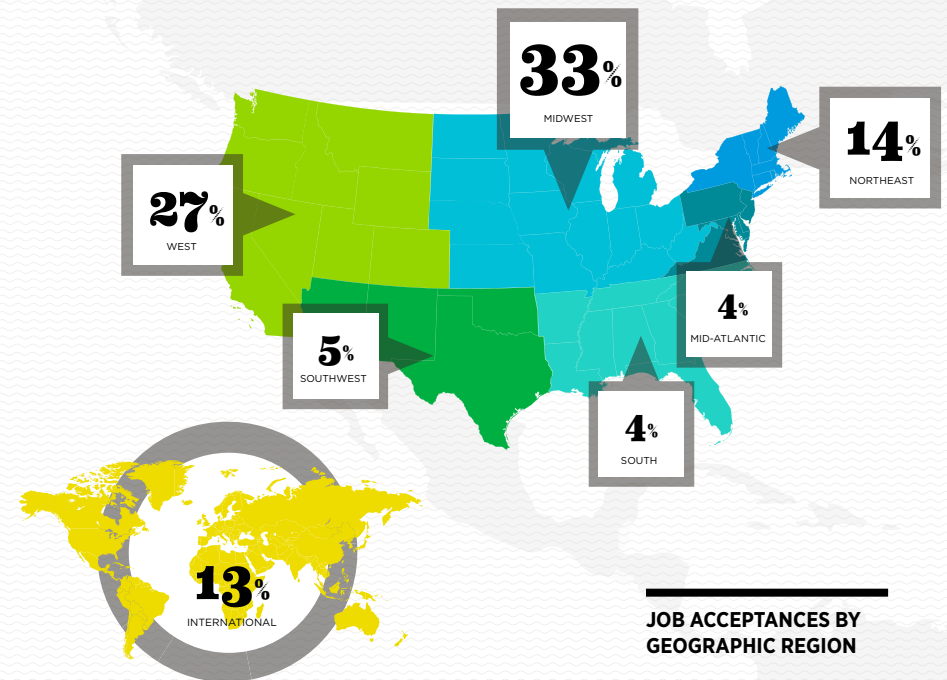 33%
MIDWEST
14%
NORTHEAST
27%
WEST
4%
MID-ATLANTIC
5%
SOUTHWEST
4%
SOUTH
13%
INTERNATIONAL
JOB ACCEPTANCES BY
GEOGRAPHIC REGION